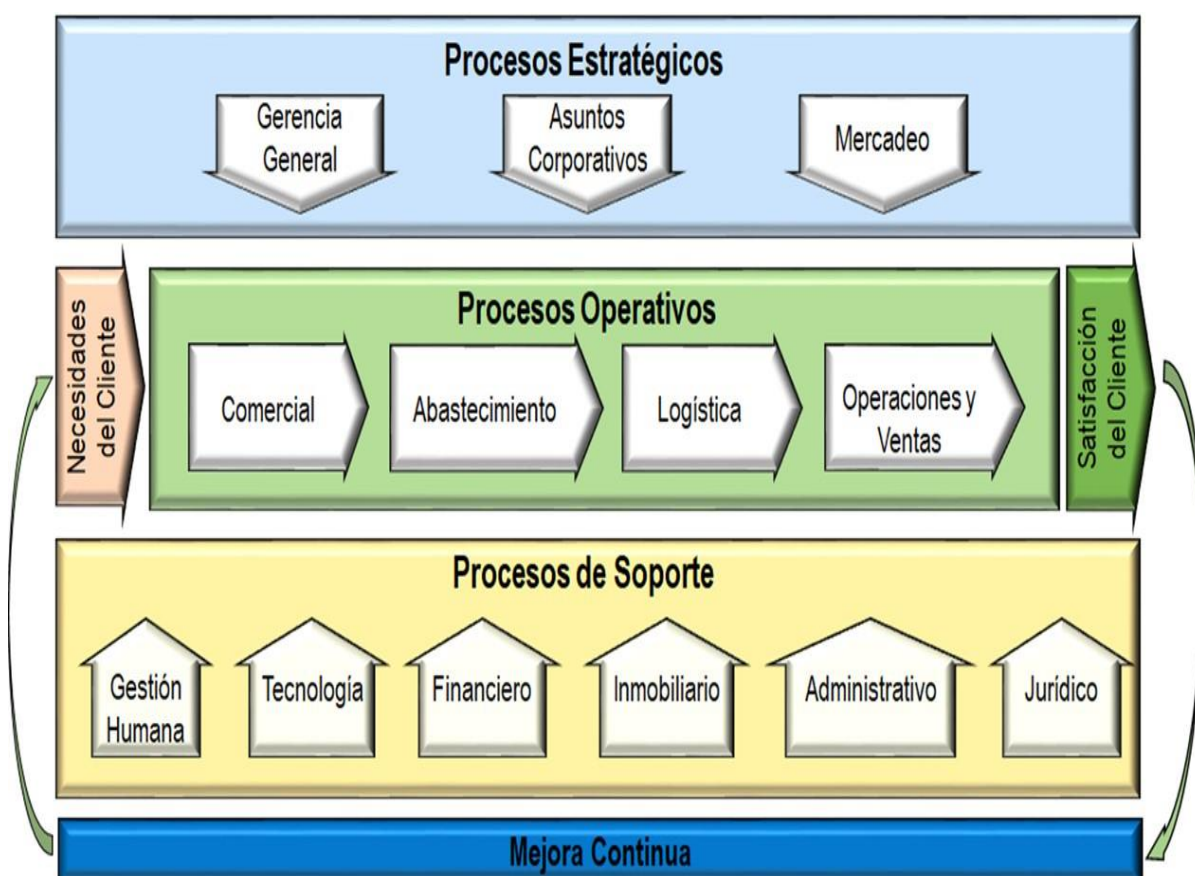 Procesos Estratégicos
Gerencia
General
Asuntos
Corporativos
Mercadeo
Necesidades
del Cliente
Procesos Operativos
Comercial
Abastecimiento
Logística
Operaciones y
Ventas
Satisfacción
del Cliente
Procesos de Soporte
Gestión
Humana
Tecnología
Financiero
Inmobiliario
Administrativo
Jurídico
Mejora Continua